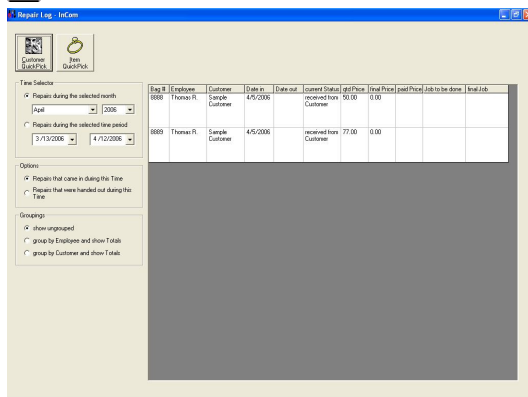 Repair Log - InCom
Customer QuickPick
Item QuickPick
Time Selector
Repairs during the selected month
April 2006
Repairs during the selected time period
3 /13/2006 4 /12/2006
Options
Repairs that came in during this Time
Repairs that were handed out during this
Time
Groupings
show ungrouped
group by Employee and show Totals
group by Customer and show Totals
Bag # Employee Customer Date in Date out current Status qtd Price final Price paid Price Job to be done final Job
8888 Thomas R. Sample Customer 4/5/2006 received from Customer 50.00 0.00
8889 Thomas R. Sample Customer 4/5/2006 received from Customer 77.00 0.00